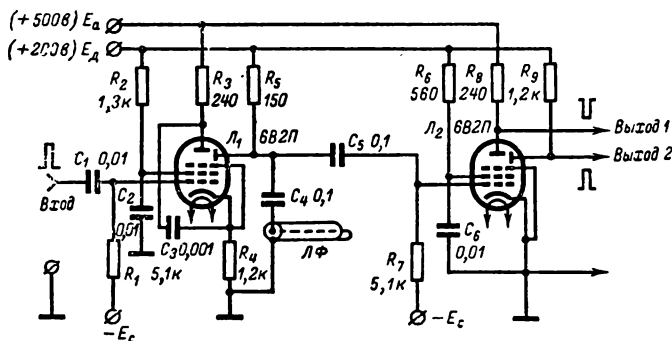 (+500в) Eа
(+200в) Eд
R2
1,3к
R3
240
R5
150
R6
560
R8
240
R9
1,2к
Л1
6В2П
Л2
6В2П
C1 0,01
Вход
C2
0,01
C3 0,001
C5 0,1
C4 0,1
ЛФ
Выход 1
Выход 2
C6
0,01
R1
5,1к
R4
1,2к
R7
5,1к
−Eс
−Eс